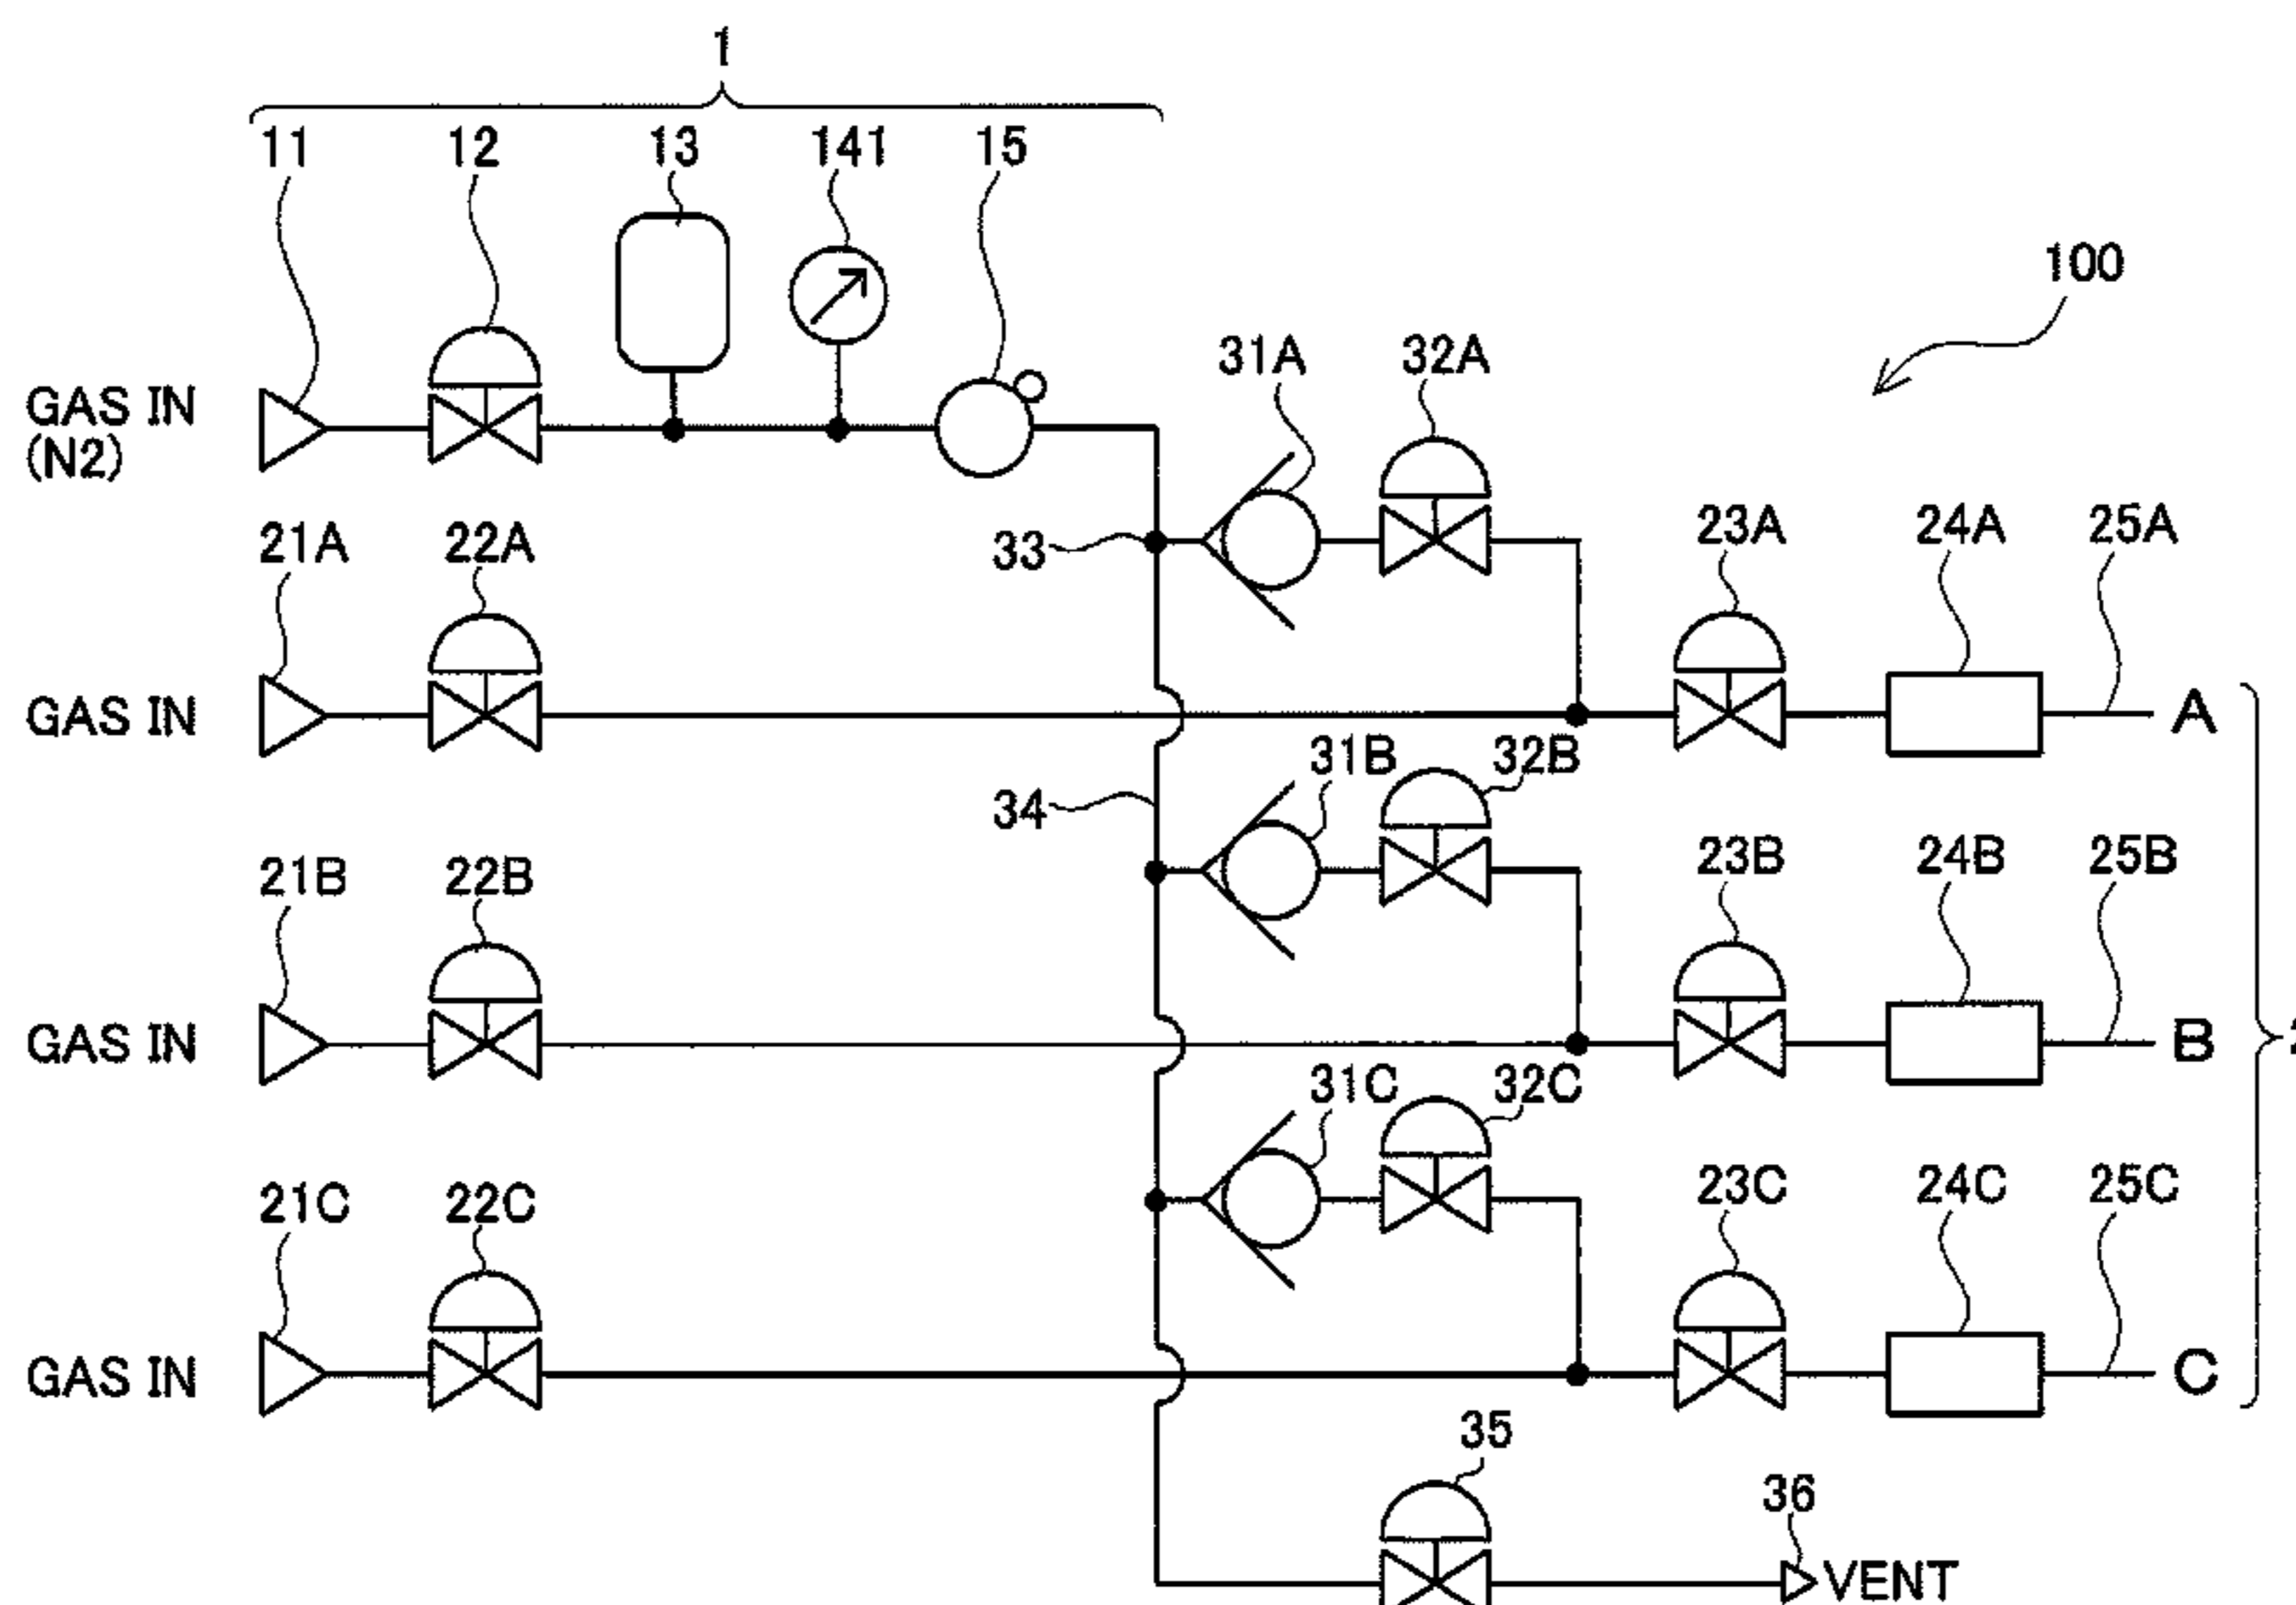 1
11 12 13 141 15
100
31A 32A
GAS IN
(N2)
21A 22A 33 23A 24A 25A
GAS IN A
31B 32B
34
21B 22B 23B 24B 25B
GAS IN B
31C 32C
21C 22C 23C 24C 25C
GAS IN C
35
36
VENT